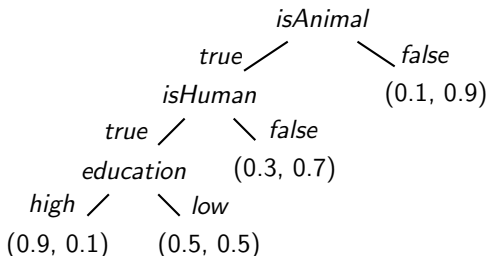 isAnimal
true false
isHuman (0.1, 0.9)
true false
education (0.3, 0.7)
high low
(0.9, 0.1) (0.5, 0.5)